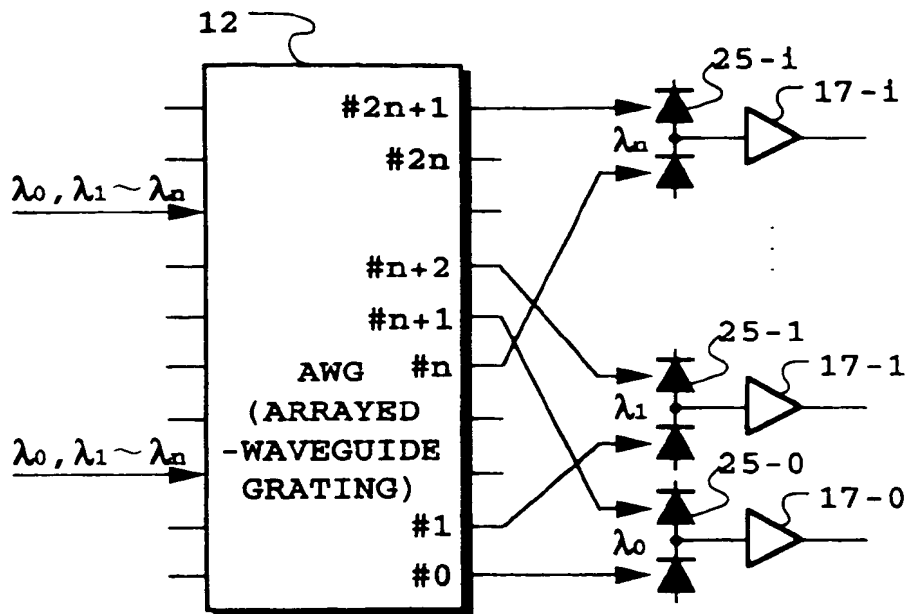 12
25-i
17-i
#2n+1
λn
#2n
λ0,λ1~λn
#n+2
#n+1
25-1
17-1
#n
AWG
(ARRAYED
-WAVEGUIDE
GRATING)
λ1
λ0,λ1~λn
25-0
17-0
#1
λ0
#0